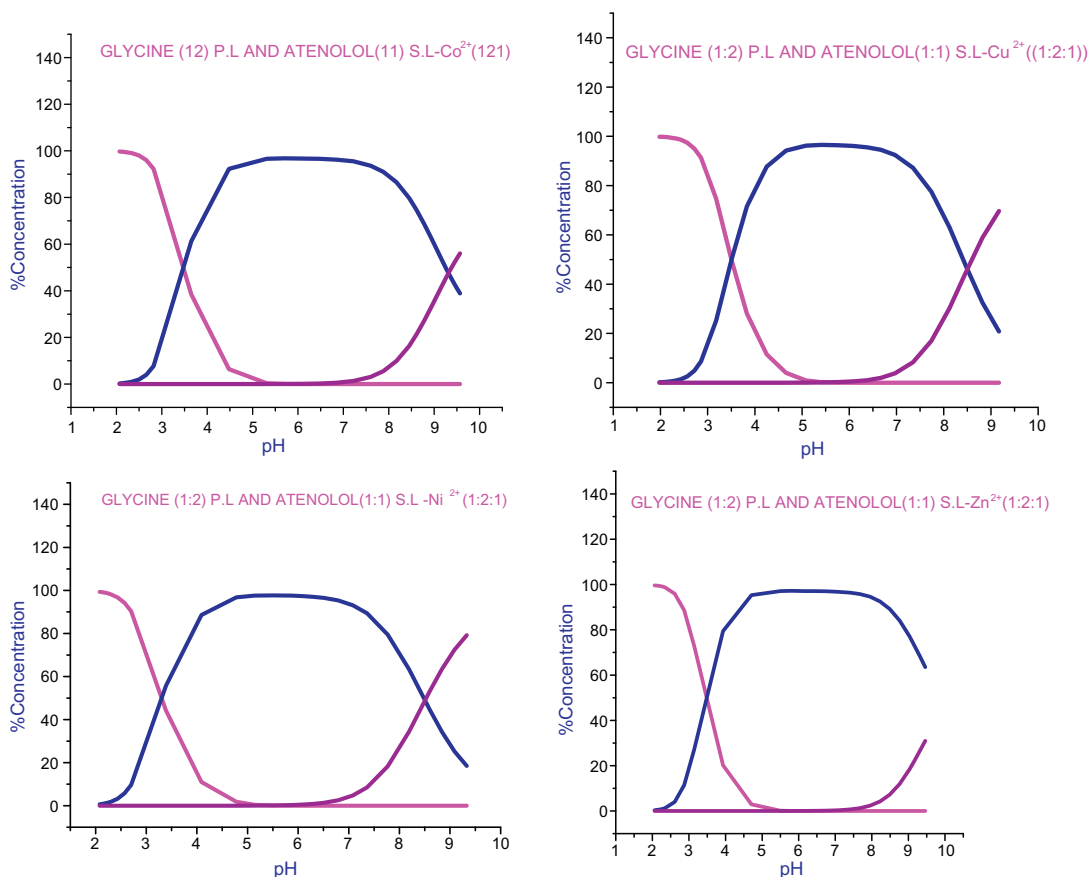 GLYCINE (12) P.L AND ATENOLOL(11) S.L-Co2+(121)
%Concentration
140
120
100
80
60
40
20
0
1 2 3 4 5 6 7 8 9 10
pH
GLYCINE (1:2) P.L AND ATENOLOL(1:1) S.L-Cu 2+((1:2:1))
%Concentration
140
120
100
80
60
40
20
0
1 2 3 4 5 6 7 8 9 10
pH
GLYCINE (1:2) P.L AND ATENOLOL(1:1) S.L -Ni 2+(1:2:1)
%Concentration
140
120
100
80
60
40
20
0
2 3 4 5 6 7 8 9 10
pH
GLYCINE (1:2) P.L AND ATENOLOL(1:1) S.L-Zn2+(1:2:1)
%Concentration
140
120
100
80
60
40
20
0
1 2 3 4 5 6 7 8 9 10
pH